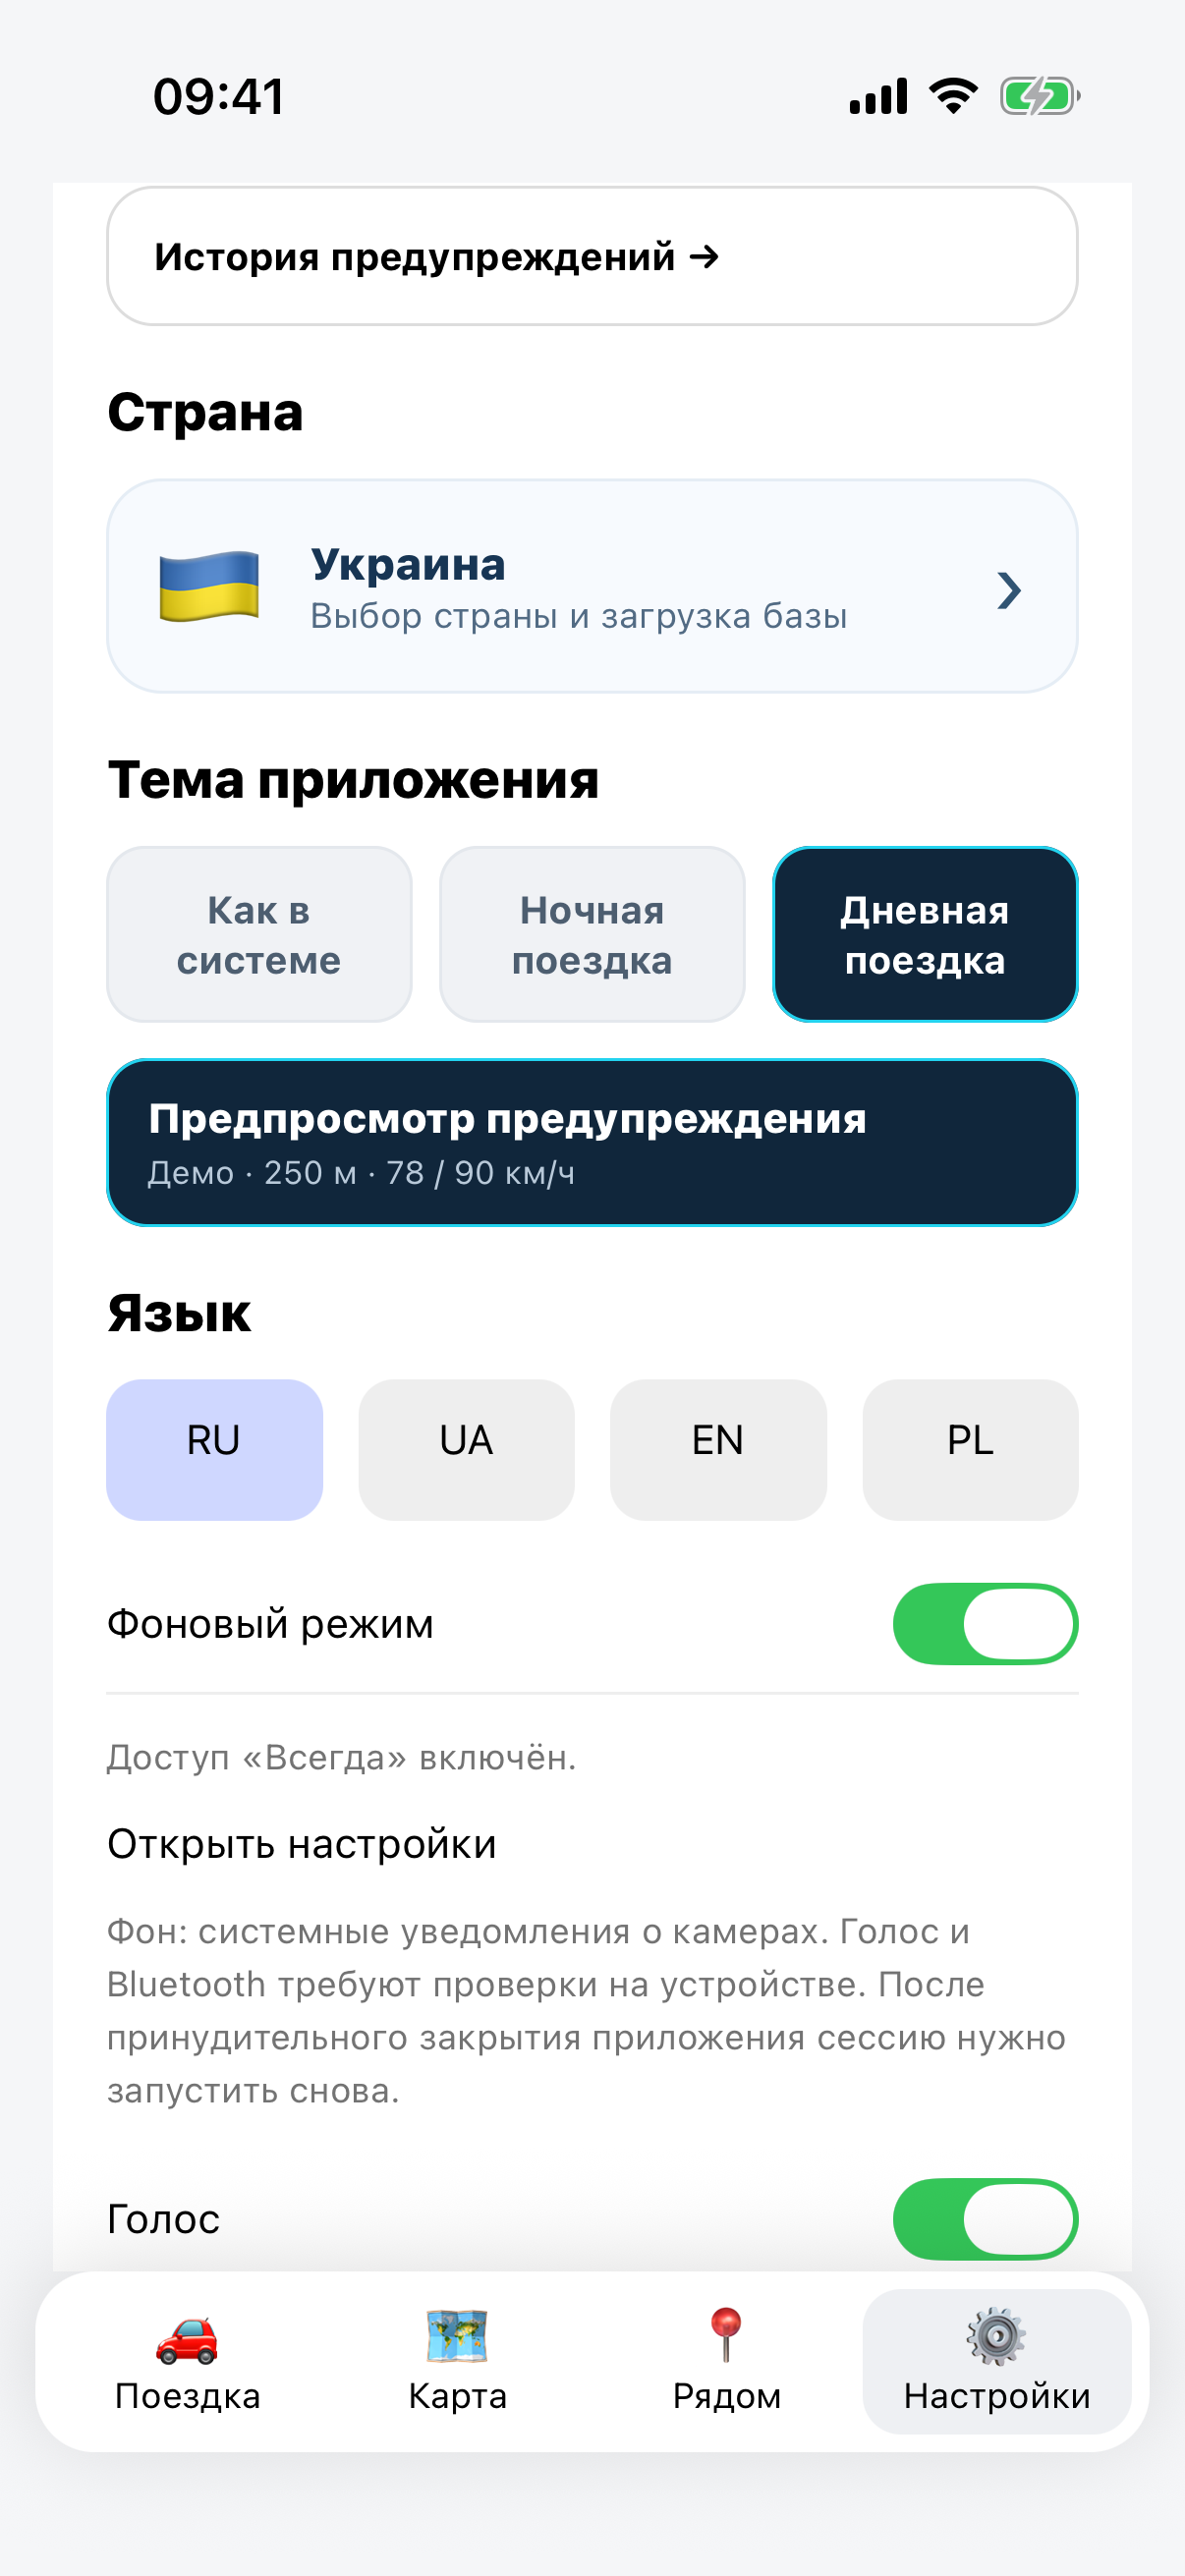 09:41
История предупреждений →
Страна
Украина
Выбор страны и загрузка базы
Тема приложения
Как в
системе
Ночная
поездка
Дневная
поездка
Предпросмотр предупреждения
Демо · 250 м · 78 / 90 км/ч
Язык
RU
UA
EN
PL
Фоновый режим
Доступ «Всегда» включён.
Открыть настройки
Фон: системные уведомления о камерах. Голос и
Bluetooth требуют проверки на устройстве. После
принудительного закрытия приложения сессию нужно
запустить снова.
Голос
Поездка
Карта
Рядом
Настройки